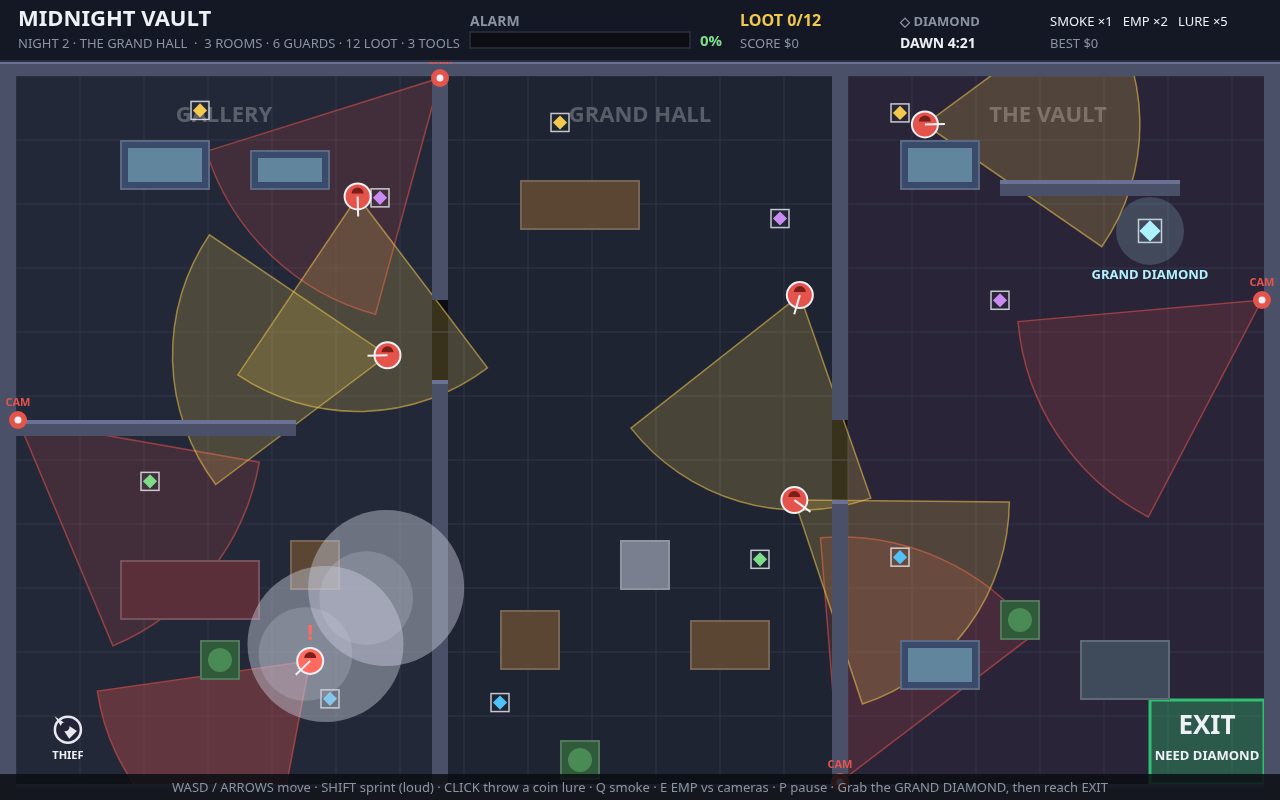 MIDNIGHT VAULT
NIGHT 2 · THE GRAND HALL · 3 ROOMS · 6 GUARDS · 12 LOOT · 3 TOOLS
ALARM
0%
LOOT 0/12
SCORE $0
◇ DIAMOND
DAWN 4:21
SMOKE ×1 EMP ×2 LURE ×5
BEST $0
GALLERY
GRAND HALL
THE VAULT
GRAND DIAMOND
CAM
CAM
!
THIEF
EXIT
NEED DIAMOND
CAM
WASD / ARROWS move · SHIFT sprint (loud) · CLICK throw a coin lure · Q smoke · E EMP vs cameras · P pause · Grab the GRAND DIAMOND, then reach EXIT